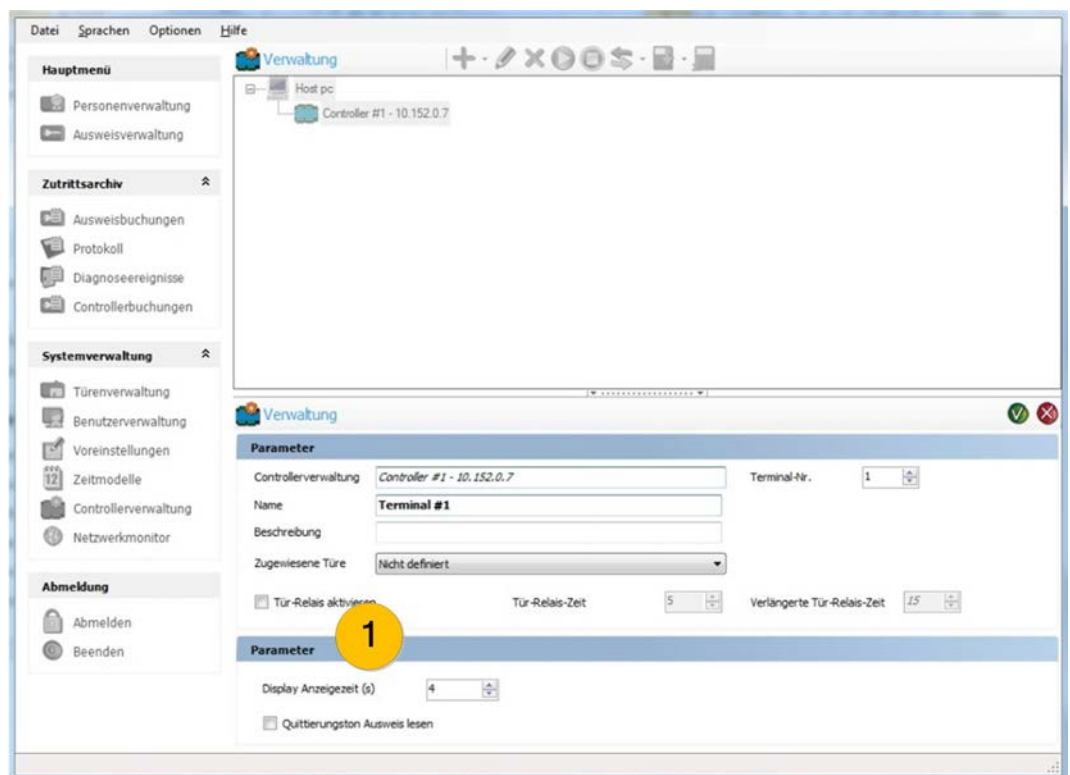 Datei Sprachen Optionen Hilfe
Hauptmenü
Personenverwaltung
Ausweisverwaltung
Zutrittsarchiv
Ausweisbuchungen
Protokoll
Diagnoseereignisse
Controllerbuchungen
Systemverwaltung
Türenverwaltung
Benutzerverwaltung
Voreinstellungen
12 Zeitmodelle
Controllerverwaltung
Netzwerkmonitor
Abmeldung
Abmelden
Beenden
Verwaltung
Host pc
Controller #1 - 10.152.0.7
Verwaltung
Parameter
Controllerverwaltung Controller #1 - 10.152.0.7 Terminal-Nr. 1
Name Terminal #1
Beschreibung
Zugewiesene Türe Nicht definiert
Tür-Relais aktivieren Tür-Relais-Zeit 5 Verlängerte Tür-Relais-Zeit 15
1
Parameter
Display Anzeigezeit (s) 4
Quittierungston Ausweis lesen